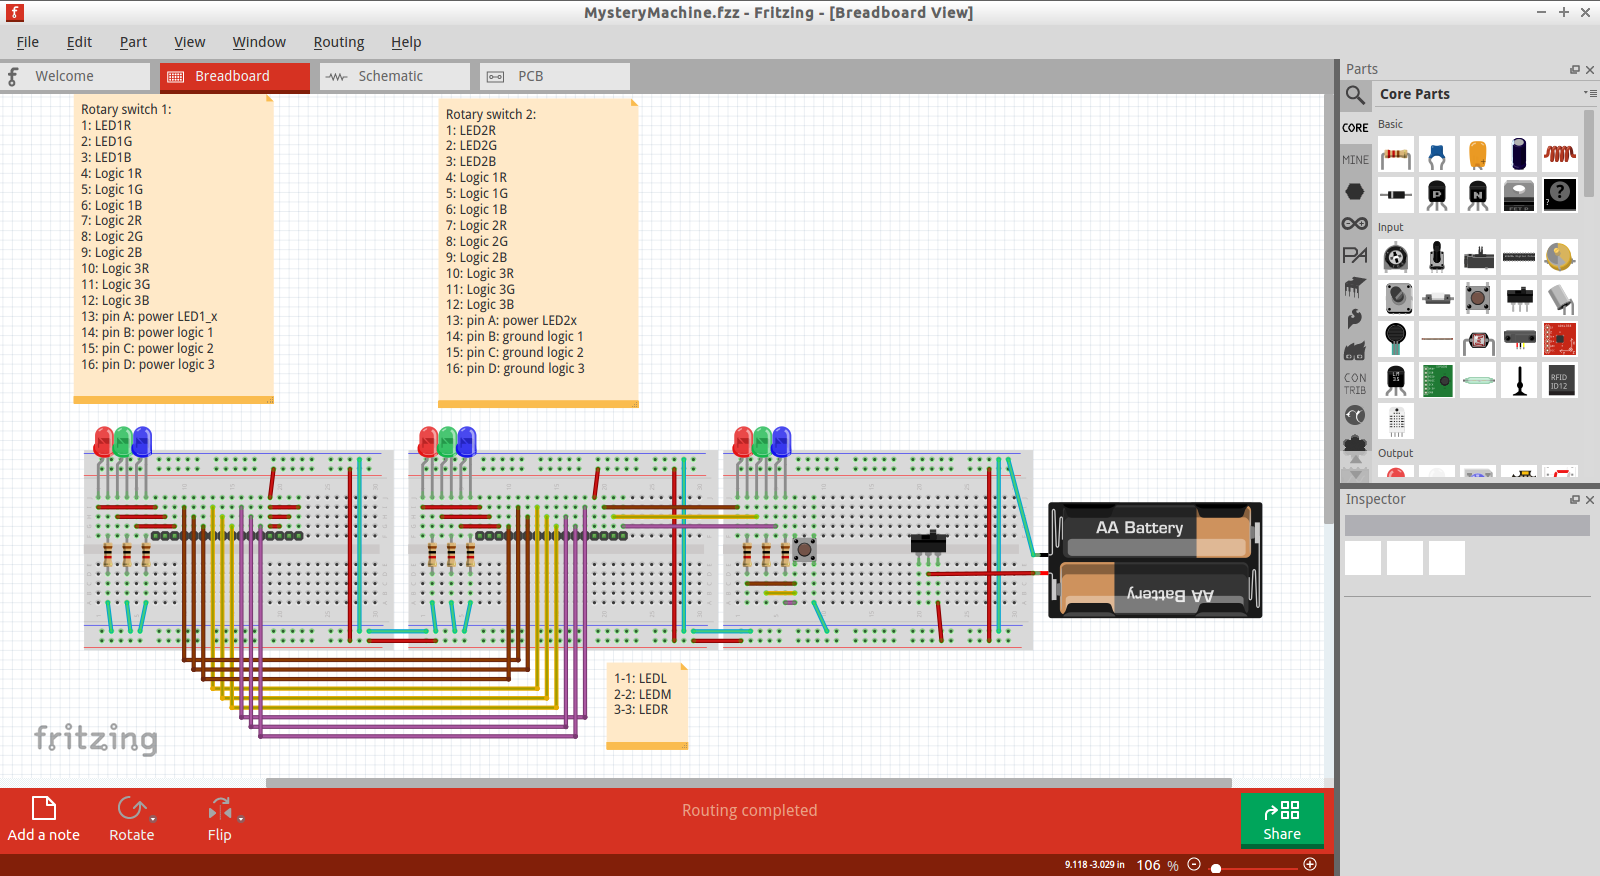 MysteryMachine.fzz - Fritzing - [Breadboard View]
File Edit Part View Window Routing Help
Welcome
Breadboard
Schematic
PCB
Rotary switch 1:
1: LED1R
2: LED1G
3: LED1B
4: Logic 1R
5: Logic 1G
6: Logic 1B
7: Logic 2R
8: Logic 2G
9: Logic 2B
10: Logic 3R
11: Logic 3G
12: Logic 3B
13: pin A: power LED1_x
14: pin B: power logic 1
15: pin C: power logic 2
16: pin D: power logic 3
Rotary switch 2:
1: LED2R
2: LED2G
3: LED2B
4: Logic 1R
5: Logic 1G
6: Logic 1B
7: Logic 2R
8: Logic 2G
9: Logic 2B
10: Logic 3R
11: Logic 3G
12: Logic 3B
13: pin A: power LED2x
14: pin B: ground logic 1
15: pin C: ground logic 2
16: pin D: ground logic 3
AA Battery
AA Battery
1-1: LEDL
2-2: LEDM
3-3: LEDR
fritzing
Parts
Core Parts
CORE
MINE
PA
CON
TRIB
Basic
P
N
?
Input
RFID
ID12
Output
Inspector
Add a note
Rotate
Flip
Routing completed
Share
9.118 -3.029 in
106 %